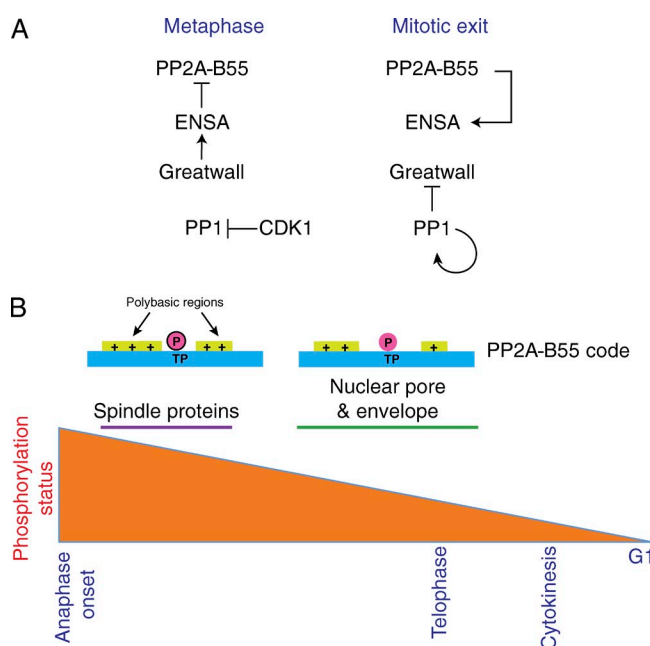 A
Metaphase
Mitotic exit
PP2A-B55
PP2A-B55
ENSA
ENSA
Greatwall
Greatwall
PP1
CDK1
PP1
B
Polybasic regions
+ + +
P
+ +
TP
+ +
P
+
TP
PP2A-B55 code
Spindle proteins
Nuclear pore
& envelope
Phosphorylation
status
Anaphase
onset
Telophase
Cytokinesis
G1